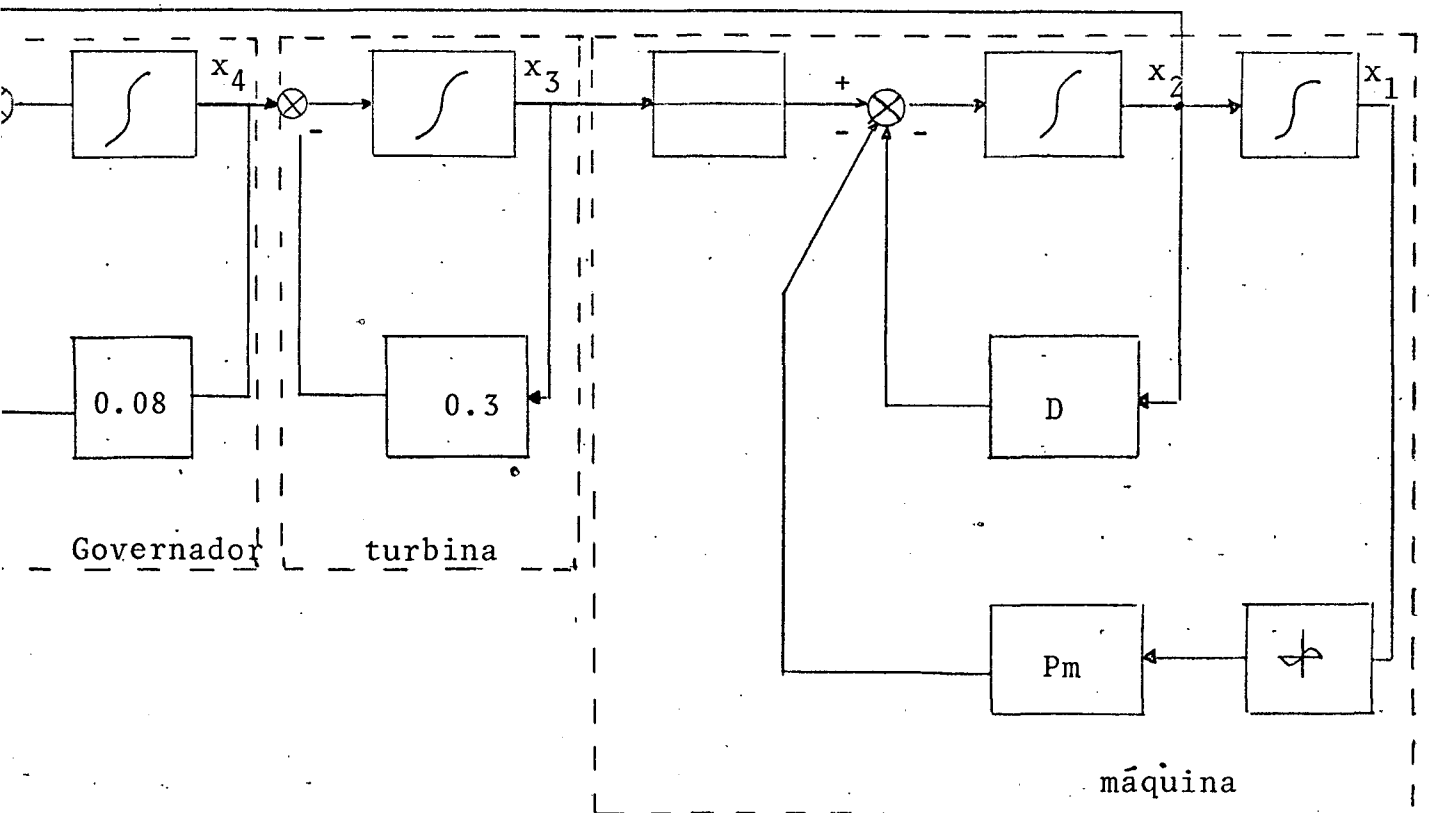 x4
x3
+
x2
x1
-
-
-
0.08
0.3
D
Governador
turbina
Pm
máquina